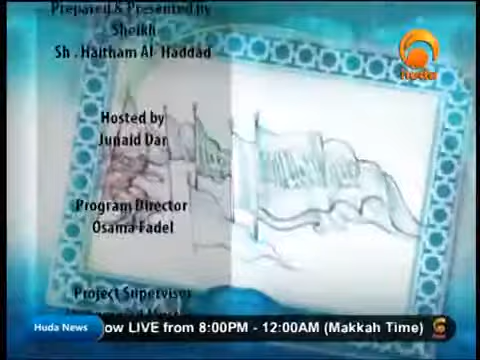 Prepared & Presented by
Sheikh
Sh . Haitham Al- Haddad
huda
Hosted by
Junaid Dar
Program Director
Osama Fadel
Project Supervisor
Huda News
ow LIVE from 8:00PM - 12:00AM (Makkah Time)